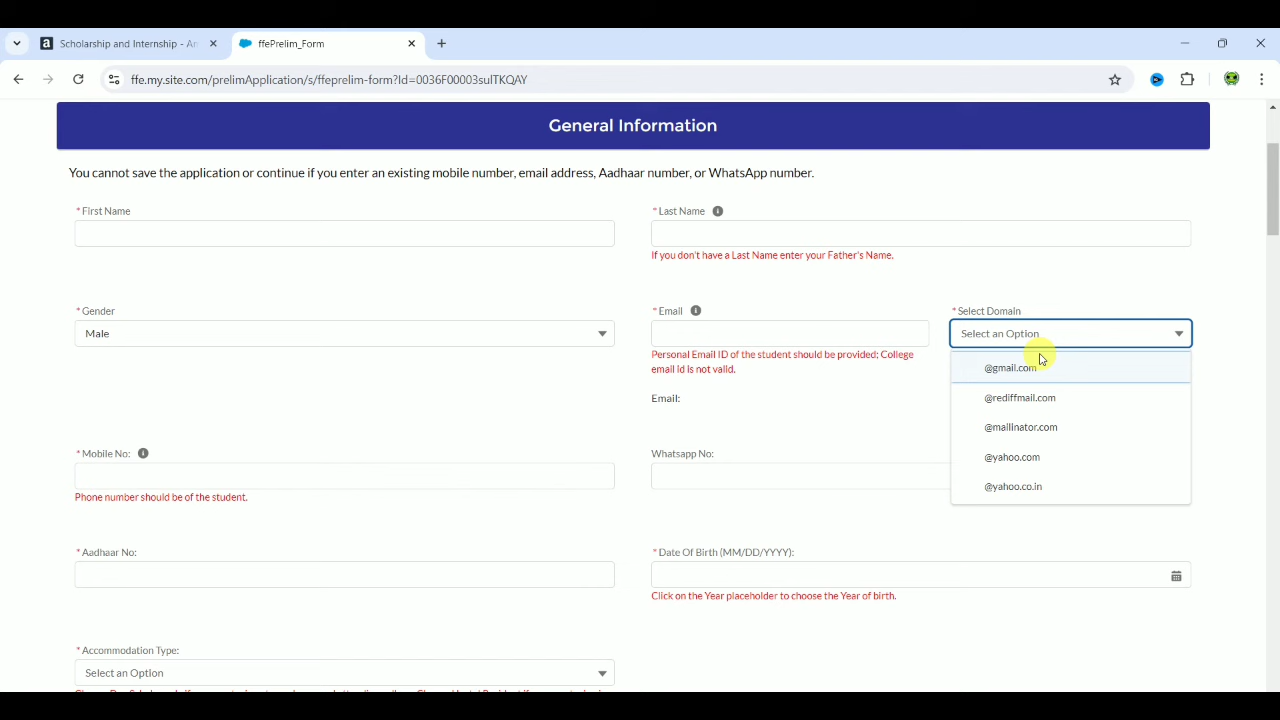 Scholarship and Internship - An
ffePrelim_Form
ffe.my.site.com/prelimApplication/s/ffeprelim-form?Id=0036F00003sulTKQAY
General Information
You cannot save the application or continue if you enter an existing mobile number, email address, Aadhaar number, or WhatsApp number.
* First Name
* Last Name
If you don't have a Last Name enter your Father's Name.
* Gender
Male
* Email
Personal Email ID of the student should be provided; College
email Id is not valid.
Email:
* Select Domain
Select an Option
@gmail.com
@rediffmail.com
@mailinator.com
@yahoo.com
@yahoo.co.in
* Mobile No:
Phone number should be of the student.
Whatsapp No:
* Aadhaar No:
* Date Of Birth (MM/DD/YYYY):
Click on the Year placeholder to choose the Year of birth.
* Accommodation Type:
Select an Option